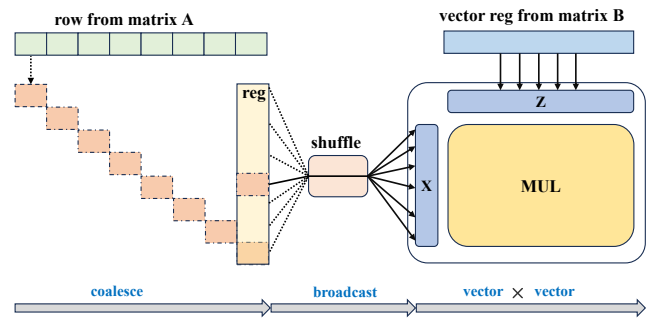 row from matrix A
vector reg from matrix B
reg
Z
shuffle
X
MUL
coalesce
broadcast
vector × vector